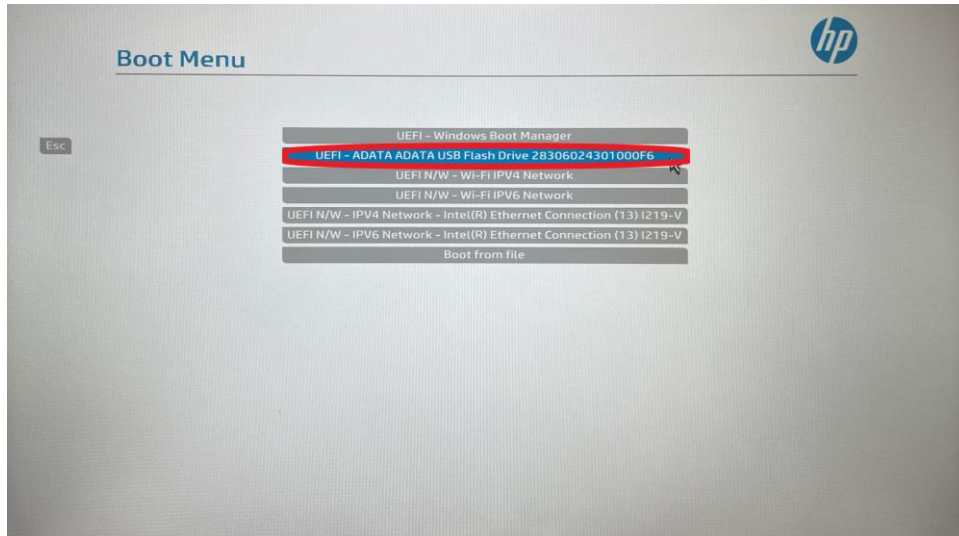 hp
Boot Menu
Esc
UEFI - Windows Boot Manager
UEFI - ADATA ADATA USB Flash Drive 28306024301000F6
UEFI N/W - Wi-Fi IPV4 Network
UEFI N/W - Wi-Fi IPV6 Network
UEFI N/W - IPV4 Network - Intel(R) Ethernet Connection (13) I219-V
UEFI N/W - IPV6 Network - Intel(R) Ethernet Connection (13) I219-V
Boot from file